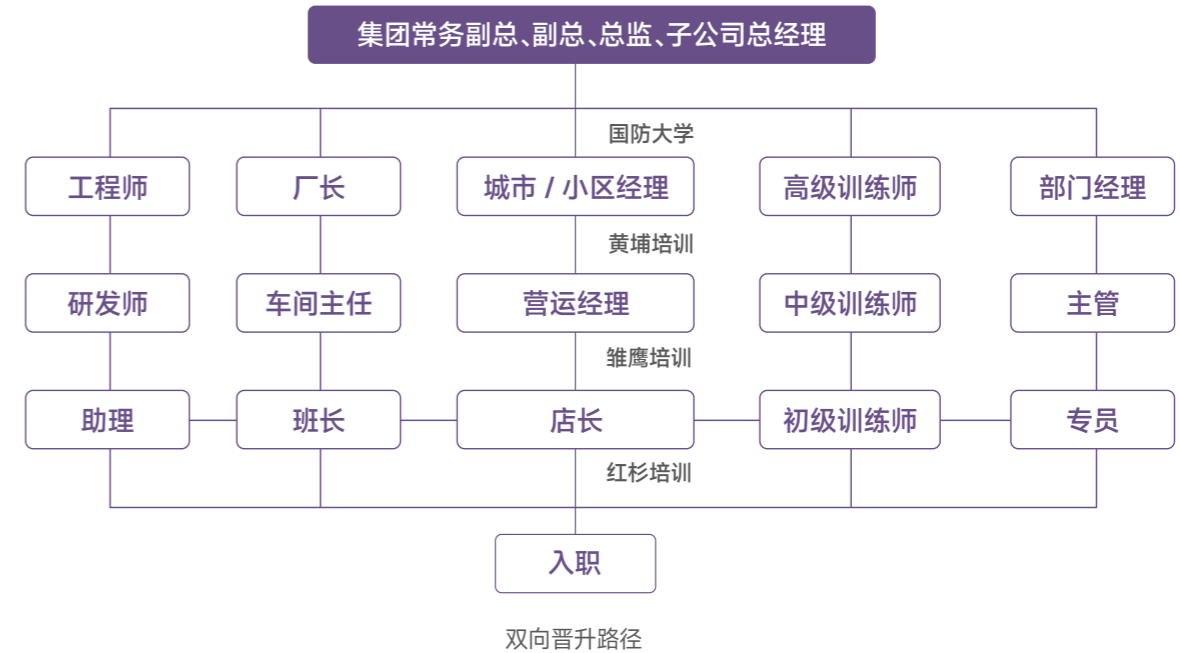 集团常务副总、副总、总监、子公司总经理
国防大学
工程师
厂长
城市 / 小区经理
高级训练师
部门经理
黄埔培训
研发师
车间主任
营运经理
中级训练师
主管
雏鹰培训
助理
班长
店长
初级训练师
专员
红杉培训
入职
双向晋升路径